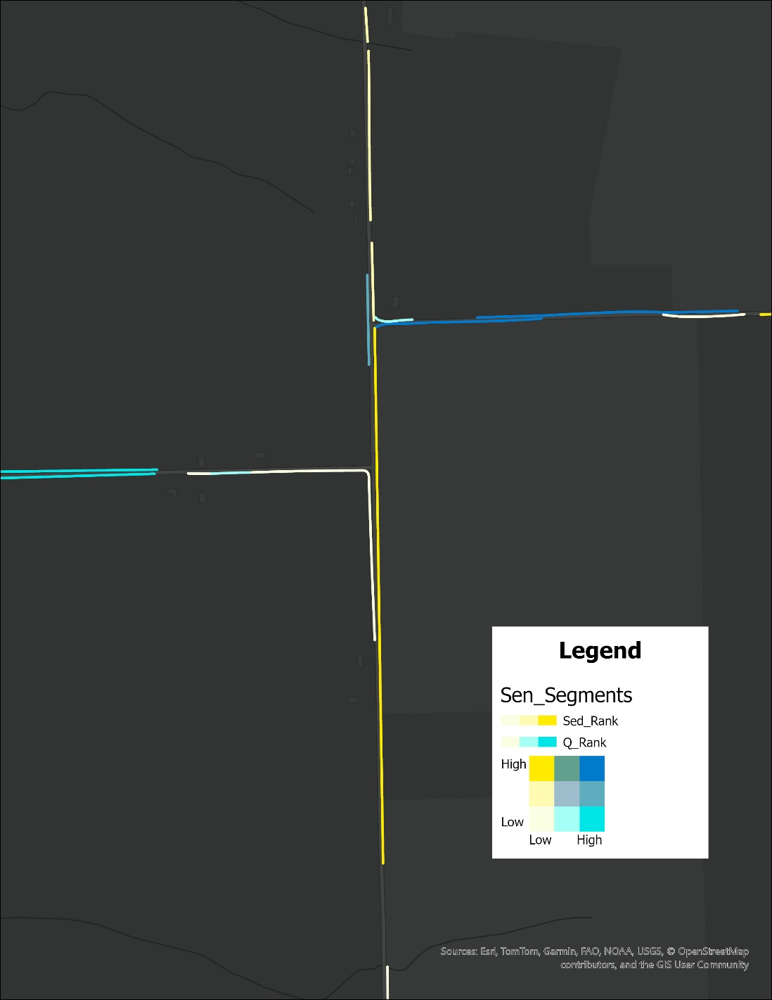 Legend
Sen_Segments
Sed_Rank
Q_Rank
High
Low
Low High
Sources: Esri, TomTom, Garmin, FAO, NOAA, USGS, © OpenStreetMap
contributors, and the GIS User Community